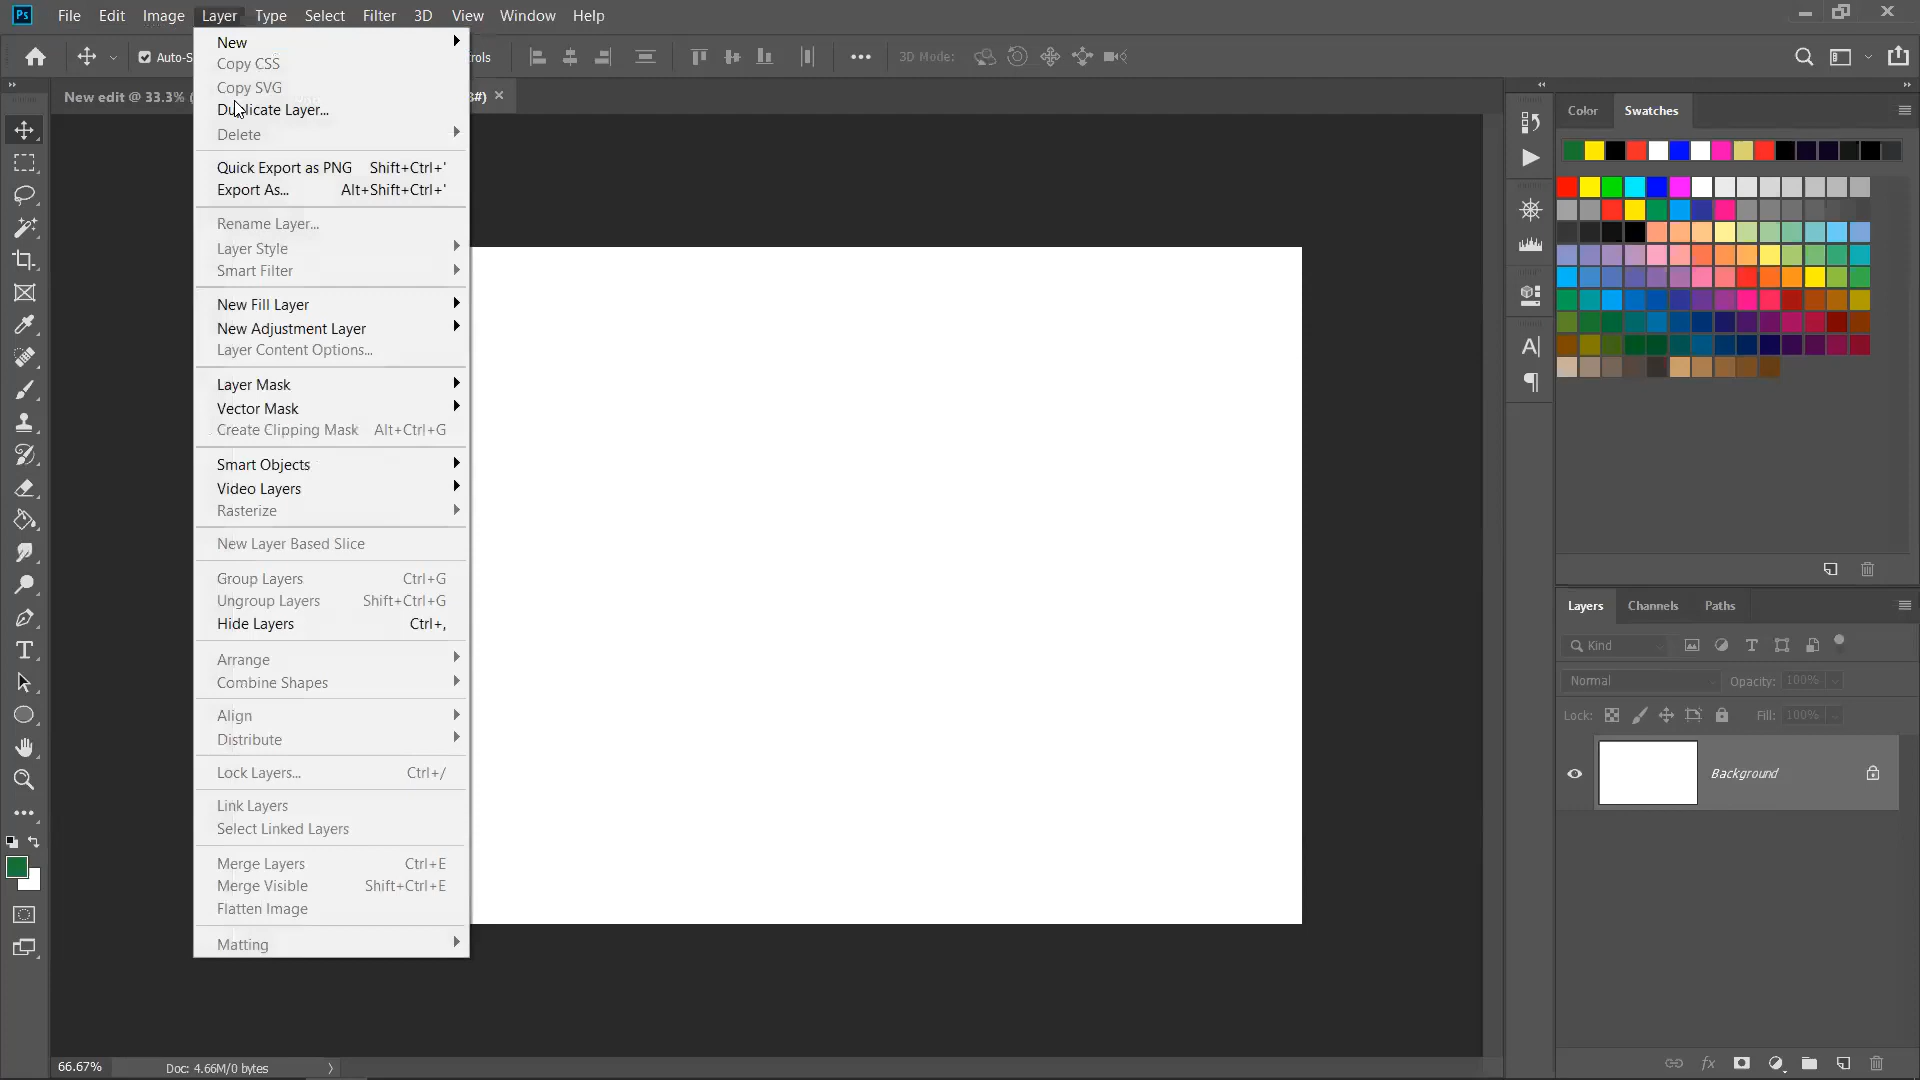 Ps File Edit Image Layer Type Select Filter 3D View Window Help
Auto-S
rols
3D Mode:
New edit @ 33.3% (
#)
New
Copy CSS
Copy SVG
Duplicate Layer...
Delete
Quick Export as PNG Shift+Ctrl+'
Export As... Alt+Shift+Ctrl+'
Rename Layer...
Layer Style
Smart Filter
New Fill Layer
New Adjustment Layer
Layer Content Options...
Layer Mask
Vector Mask
Create Clipping Mask Alt+Ctrl+G
Smart Objects
Video Layers
Rasterize
New Layer Based Slice
Group Layers Ctrl+G
Ungroup Layers Shift+Ctrl+G
Hide Layers Ctrl+,
Arrange
Combine Shapes
Align
Distribute
Lock Layers... Ctrl+/
Link Layers
Select Linked Layers
Merge Layers Ctrl+E
Merge Visible Shift+Ctrl+E
Flatten Image
Matting
Color Swatches
Layers Channels Paths
Kind
Normal Opacity: 100%
Lock: Fill: 100%
Background
66.67% Doc: 4.66M/0 bytes